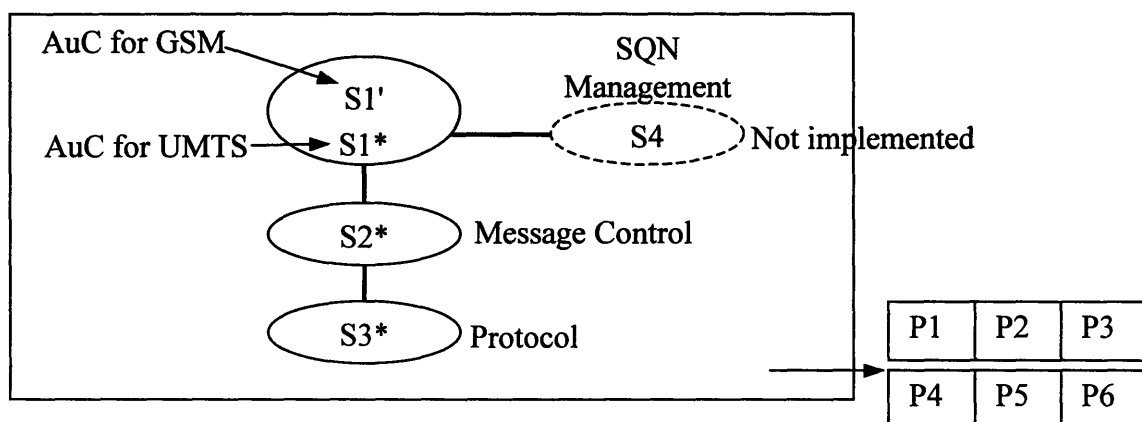 AuC for GSM
SQN
Management
S1'
AuC for UMTS
S1*
S4
Not implemented
S2*
Message Control
S3*
Protocol
P1 P2 P3
P4 P5 P6